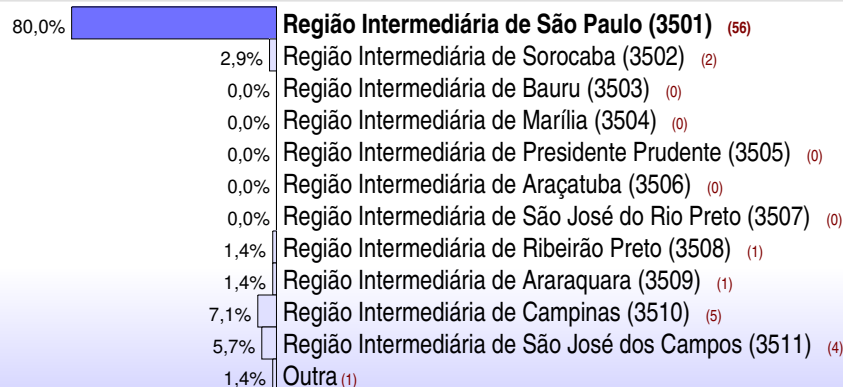 80,0% Região Intermediária de São Paulo (3501) (56)
2,9% Região Intermediária de Sorocaba (3502) (2)
0,0% Região Intermediária de Bauru (3503) (0)
0,0% Região Intermediária de Marília (3504) (0)
0,0% Região Intermediária de Presidente Prudente (3505) (0)
0,0% Região Intermediária de Araçatuba (3506) (0)
0,0% Região Intermediária de São José do Rio Preto (3507) (0)
1,4% Região Intermediária de Ribeirão Preto (3508) (1)
1,4% Região Intermediária de Araraquara (3509) (1)
7,1% Região Intermediária de Campinas (3510) (5)
5,7% Região Intermediária de São José dos Campos (3511) (4)
1,4% Outra (1)